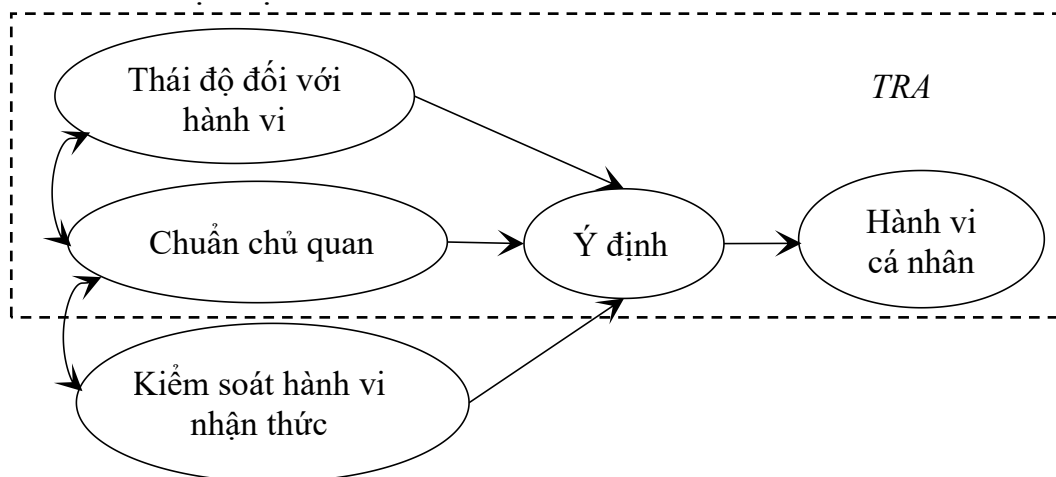 Thái độ đối với
hành vi
TRA
Chuẩn chủ quan
Ý định
Hành vi
cá nhân
Kiểm soát hành vi
nhận thức